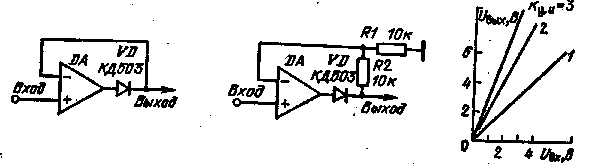 DA
VD
КД503
Вход
Выход
R1 10к
DA
VD
КД503
R2
10к
Вход
Выход
Uвых,В
Kу,и=3
2
1
6
4
2
0
2
4
Uвх,В